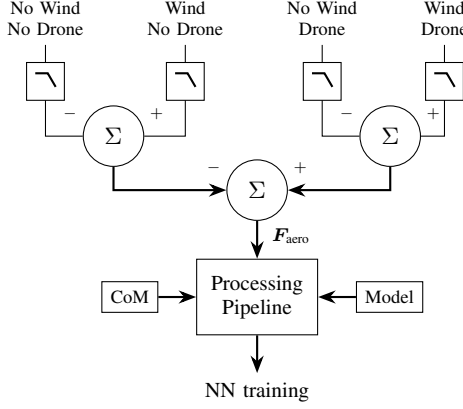 No Wind
No Drone
Wind
No Drone
No Wind
Drone
Wind
Drone
− + − +
Σ Σ
− +
Σ
F_aero
CoM
Processing
Pipeline
Model
NN training